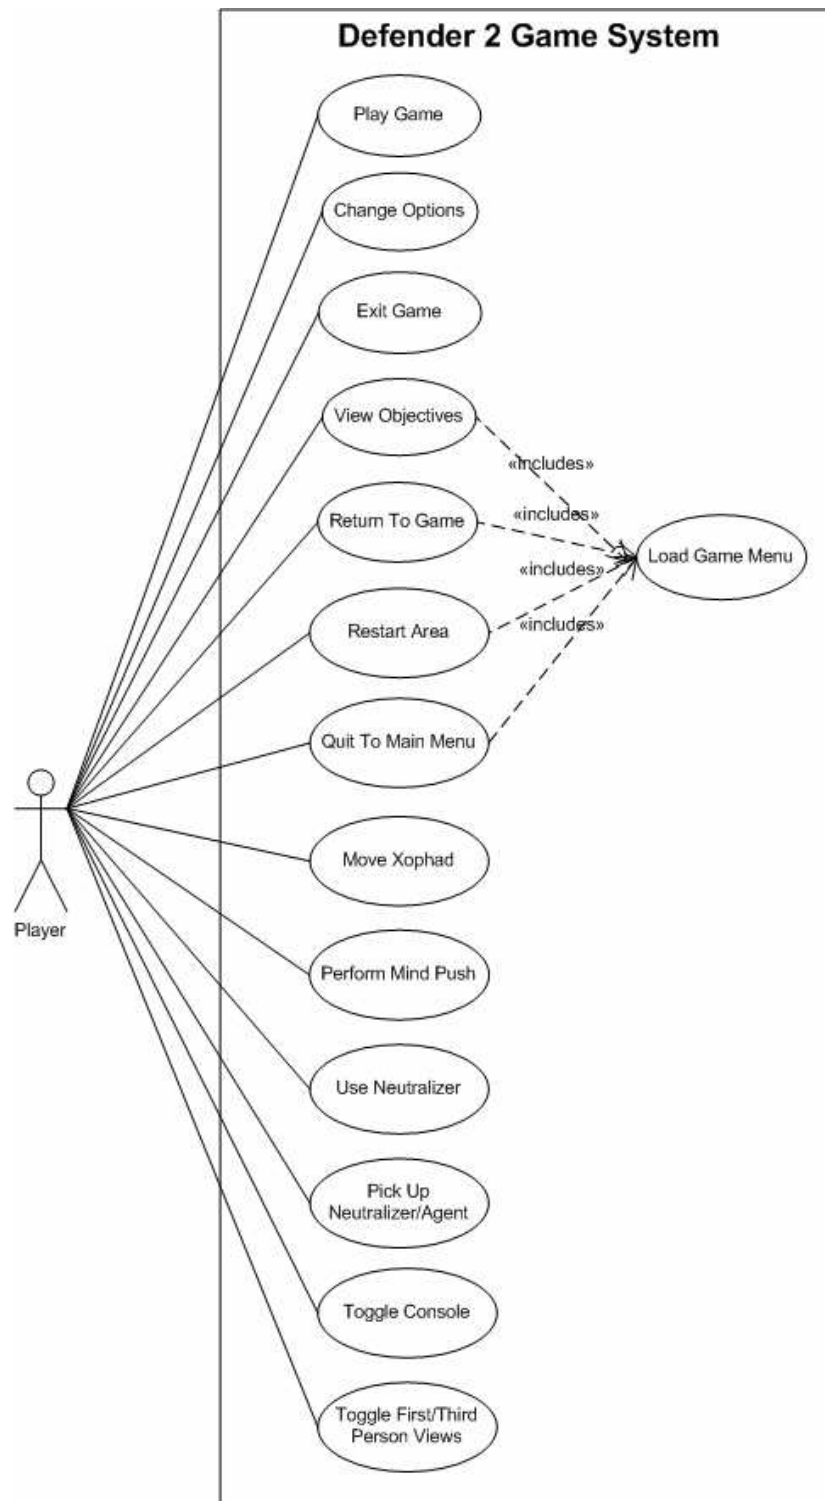 Defender 2 Game System
Play Game
Change Options
Exit Game
View Objectives
«includes»
Return To Game
«includes»
Load Game Menu
«includes»
Restart Area
«includes»
Quit To Main Menu
Move Xophad
Player
Perform Mind Push
Use Neutralizer
Pick Up
Neutralizer/Agent
Toggle Console
Toggle First/Third
Person Views